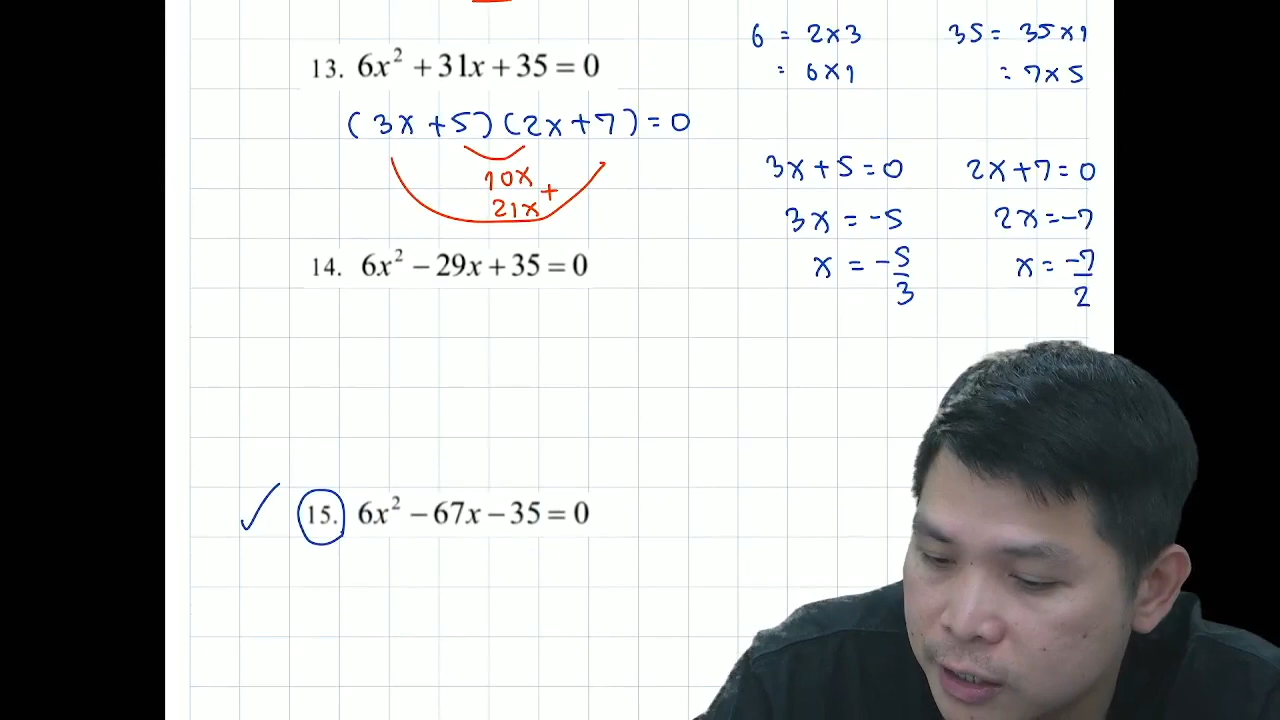 13. 6x² + 31x + 35 = 0
(3x + 5)(2x + 7) = 0
10x
+
21x
14. 6x² − 29x + 35 = 0
15. 6x² − 67x − 35 = 0
6 = 2×3
= 6×1
35 = 35×1
= 7×5
3x + 5 = 0
3x = −5
x = −5/3
2x + 7 = 0
2x = −7
x = −7/2